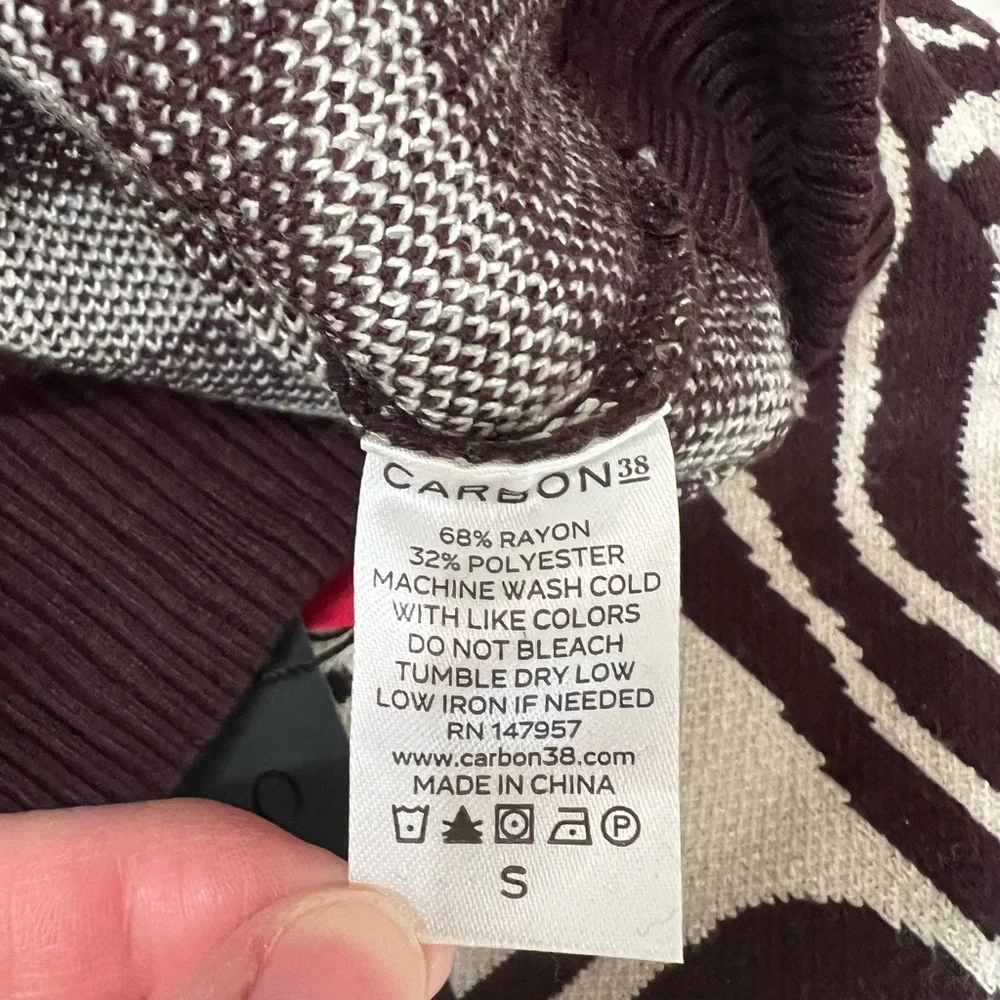 CARBON38
68% RAYON
32% POLYESTER
MACHINE WASH COLD
WITH LIKE COLORS
DO NOT BLEACH
TUMBLE DRY LOW
LOW IRON IF NEEDED
RN 147957
www.carbon38.com
MADE IN CHINA
P
S